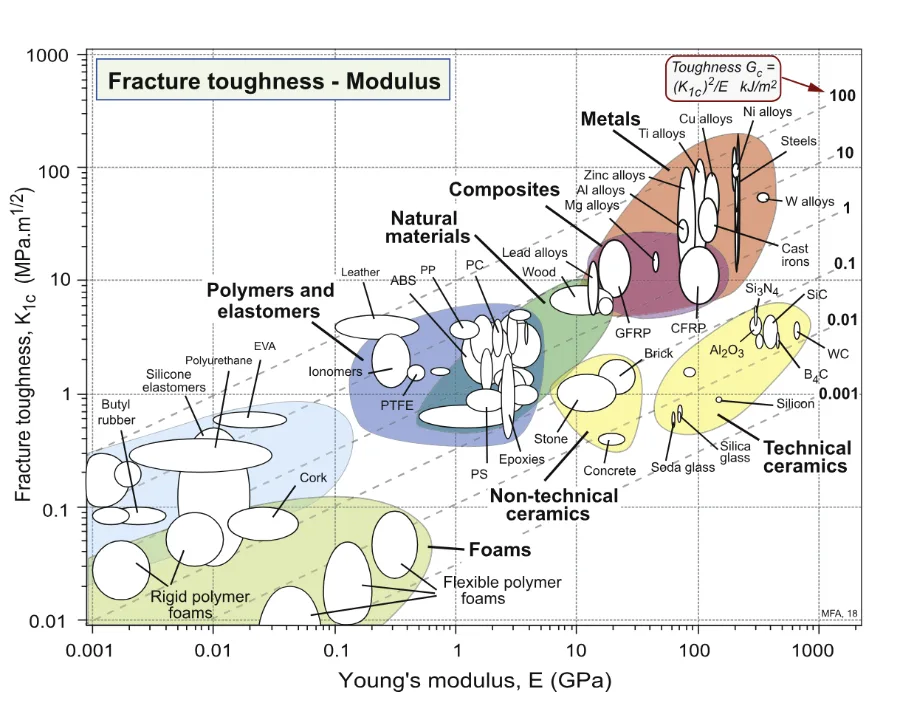 1000
Fracture toughness - Modulus
Toughness Gc =
(K1c)²/E kJ/m²
100
Metals
Ni alloys
Cu alloys
Ti alloys
Steels
10
100
Zinc alloys
Composites
Al alloys
Mg alloys
W alloys
1
Natural
materials
Lead alloys
Cast
irons
Wood
0.1
Leather
ABS
PP
PC
10
Polymers and
elastomers
Si3N4
SiC
0.01
GFRP
CFRP
Al2O3
WC
Brick
B4C
EVA
Polyurethane
Silicone
elastomers
Ionomers
PTFE
1
0.001
Butyl
rubber
Silicon
Stone
Epoxies
PS
Concrete
Soda glass
Silica
glass
Technical
ceramics
Cork
Non-technical
ceramics
0.1
Foams
Flexible polymer
foams
Rigid polymer
foams
MFA, 18
0.01
Fracture toughness, K1c (MPa.m1/2)
0.001
0.01
0.1
1
10
100
1000
Young's modulus, E (GPa)